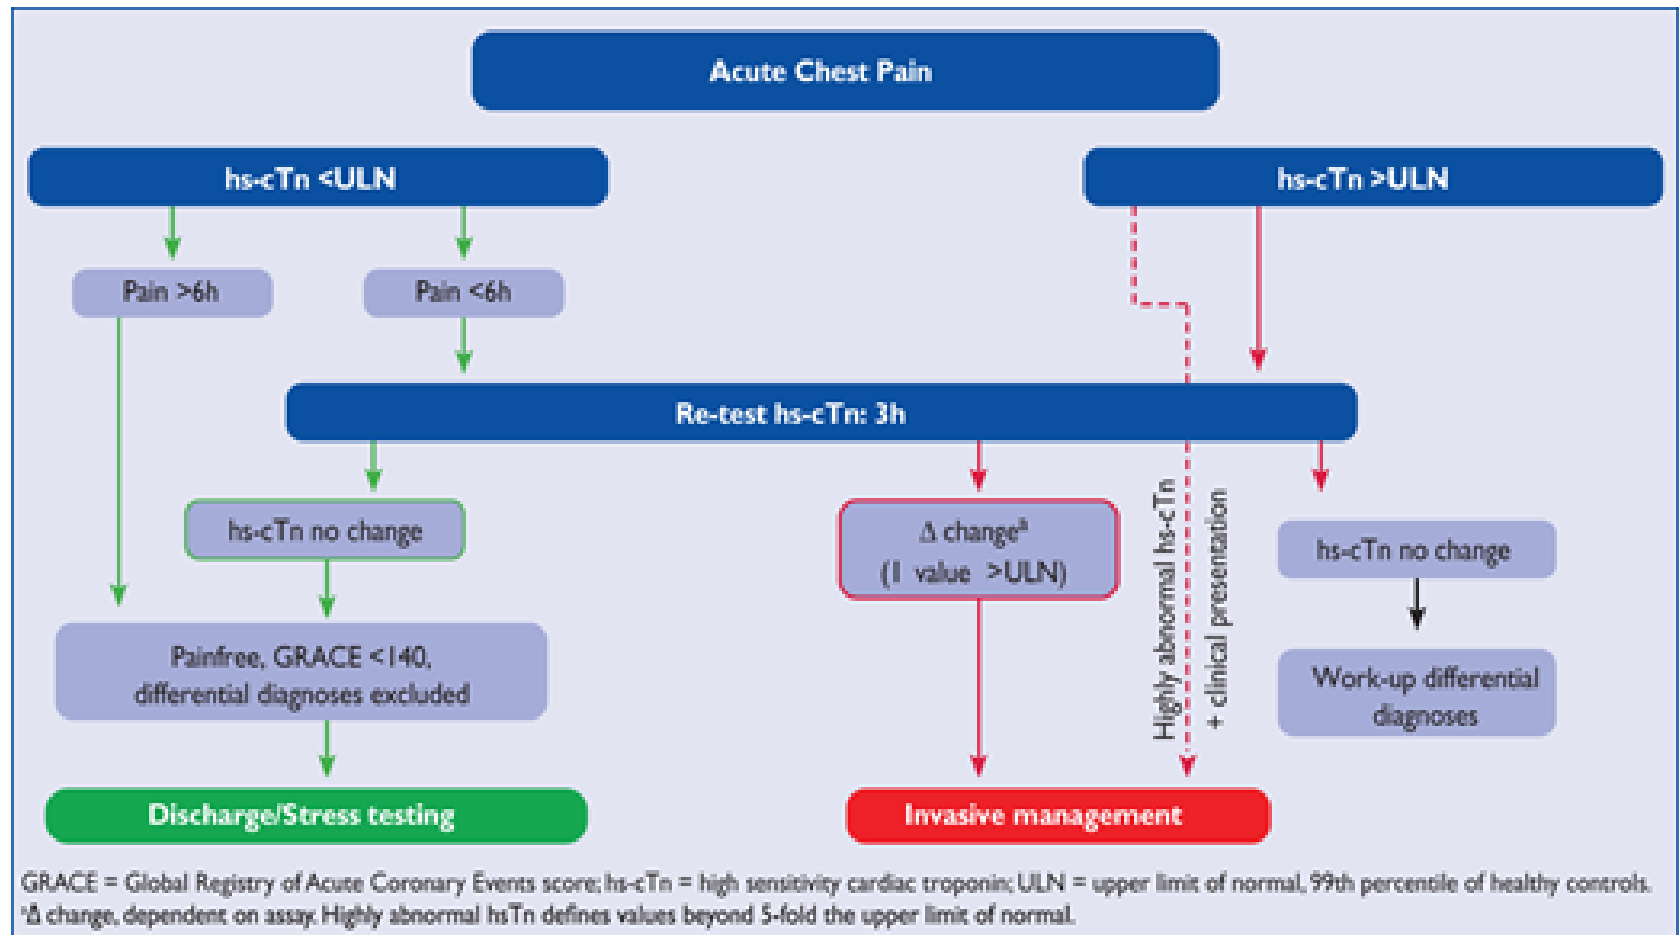 Acute Chest Pain
hs-cTn <ULN
hs-cTn >ULN
Pain >6h
Pain <6h
Re-test hs-cTn: 3h
hs-cTn no change
Δ changeᵃ
(1 value >ULN)
Highly abnormal hs-cTn
+ clinical presentation
hs-cTn no change
Painfree, GRACE <140,
differential diagnoses excluded
Work-up differential
diagnoses
Discharge/Stress testing
Invasive management
GRACE = Global Registry of Acute Coronary Events score; hs-cTn = high sensitivity cardiac troponin; ULN = upper limit of normal, 99th percentile of healthy controls.
ᵃΔ change, dependent on assay. Highly abnormal hsTn defines values beyond 5-fold the upper limit of normal.